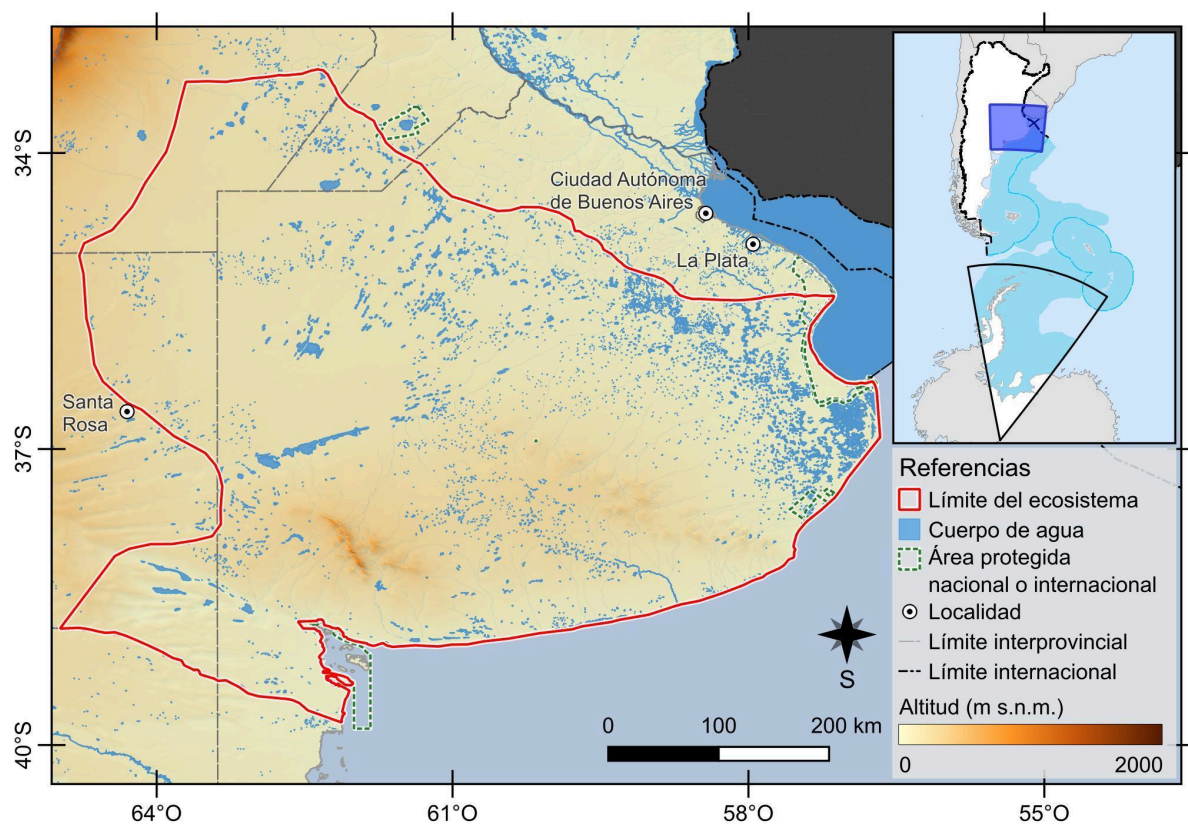 34°S
37°S
40°S
64°O
61°O
58°O
55°O
Ciudad Autónoma
de Buenos Aires
La Plata
Santa
Rosa
S
0
100
200 km
Referencias
Límite del ecosistema
Cuerpo de agua
Área protegida
nacional o internacional
Localidad
Límite interprovincial
Límite internacional
Altitud (m s.n.m.)
0
2000